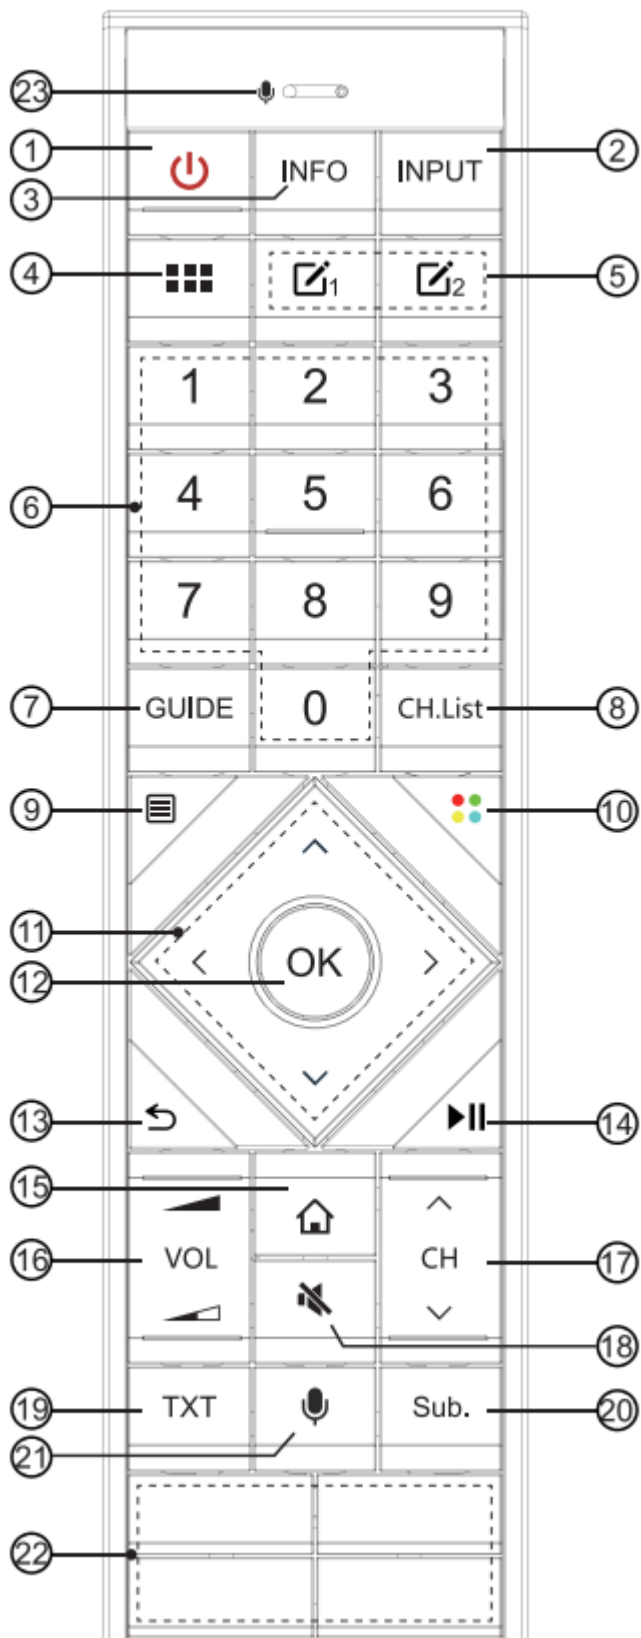 ㉓
① INFO INPUT ②
③
④ 1 2 ⑤
1 2 3
⑥ 4 5 6
7 8 9
⑦ GUIDE 0 CH.List ⑧
⑨ ⑩
⑪
⑫ OK
⑬ ⑭
⑮
⑯ VOL CH ⑰
⑱
⑲ TXT Sub. ⑳
㉑
㉒